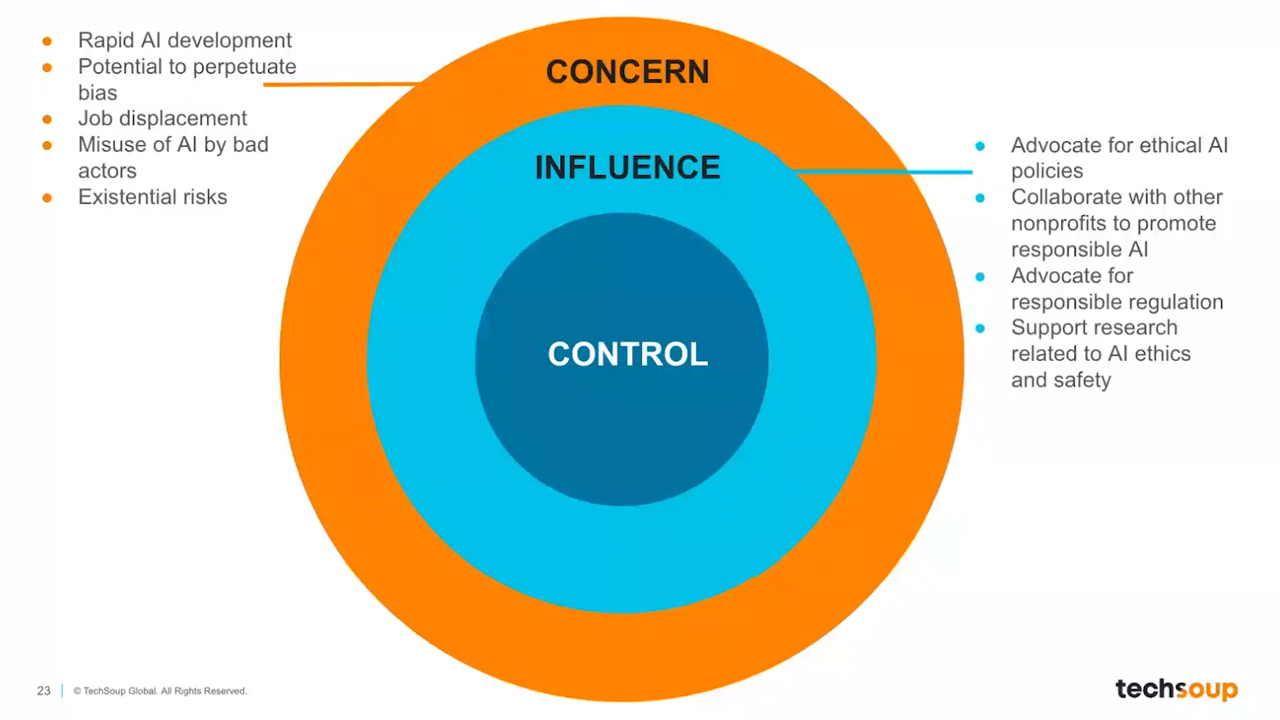 ● Rapid AI development
● Potential to perpetuate
bias
● Job displacement
● Misuse of AI by bad
actors
● Existential risks
CONCERN
INFLUENCE
CONTROL
● Advocate for ethical AI
policies
● Collaborate with other
nonprofits to promote
responsible AI
● Advocate for
responsible regulation
● Support research
related to AI ethics
and safety
23 | © TechSoup Global. All Rights Reserved.
techsoup